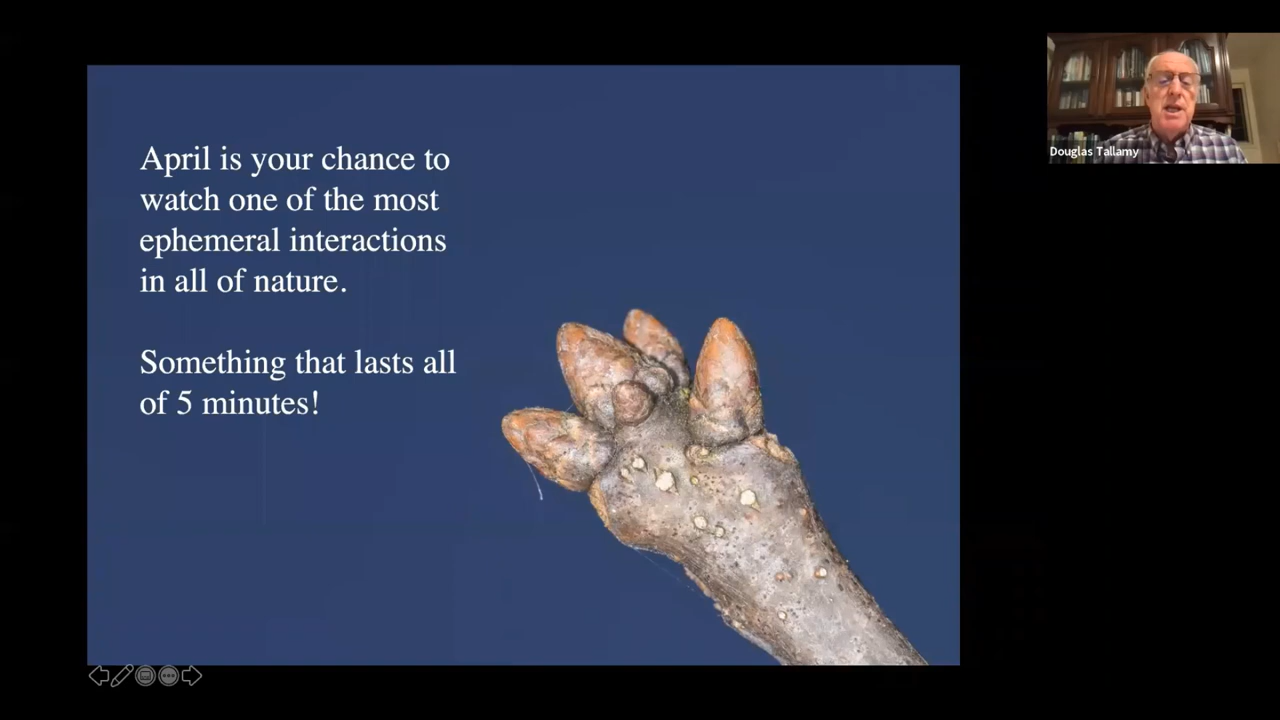 April is your chance to
watch one of the most
ephemeral interactions
in all of nature.
Something that lasts all
of 5 minutes!
Douglas Tallamy